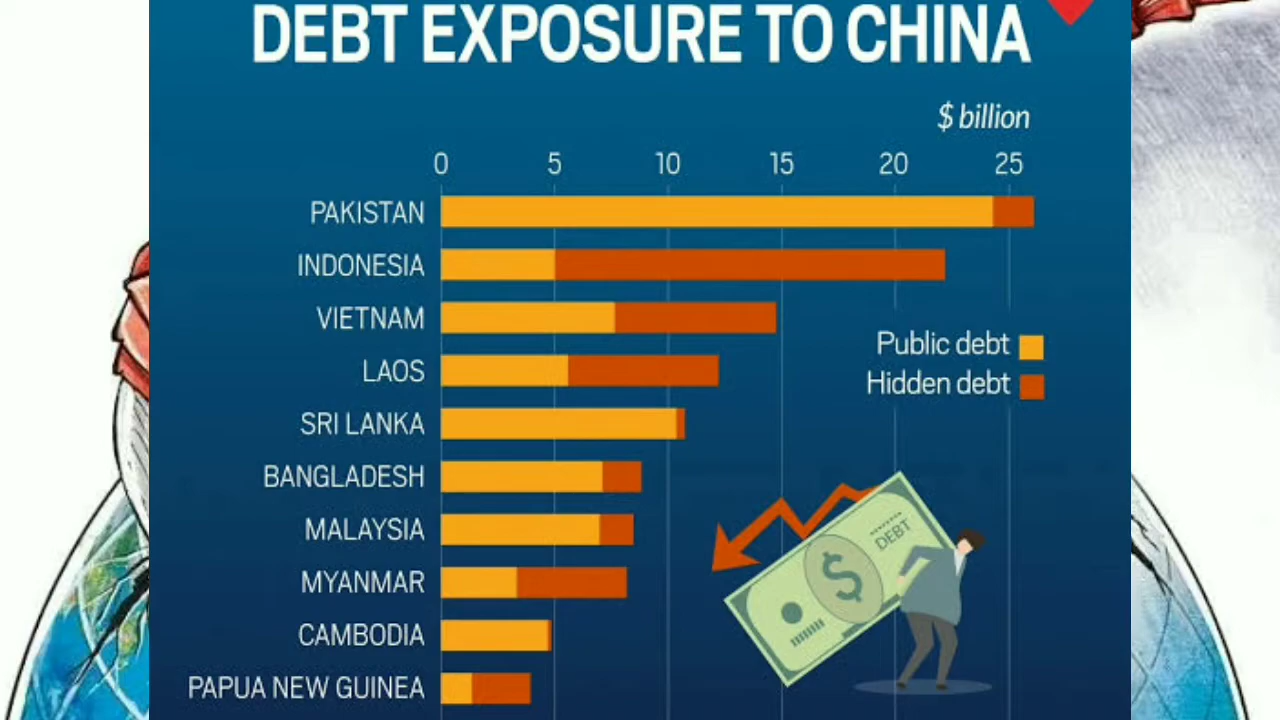 DEBT EXPOSURE TO CHINA
$ billion
0 5 10 15 20 25
PAKISTAN
INDONESIA
VIETNAM
Public debt
LAOS
Hidden debt
SRI LANKA
BANGLADESH
MALAYSIA
DEBT
$
MYANMAR
CAMBODIA
PAPUA NEW GUINEA